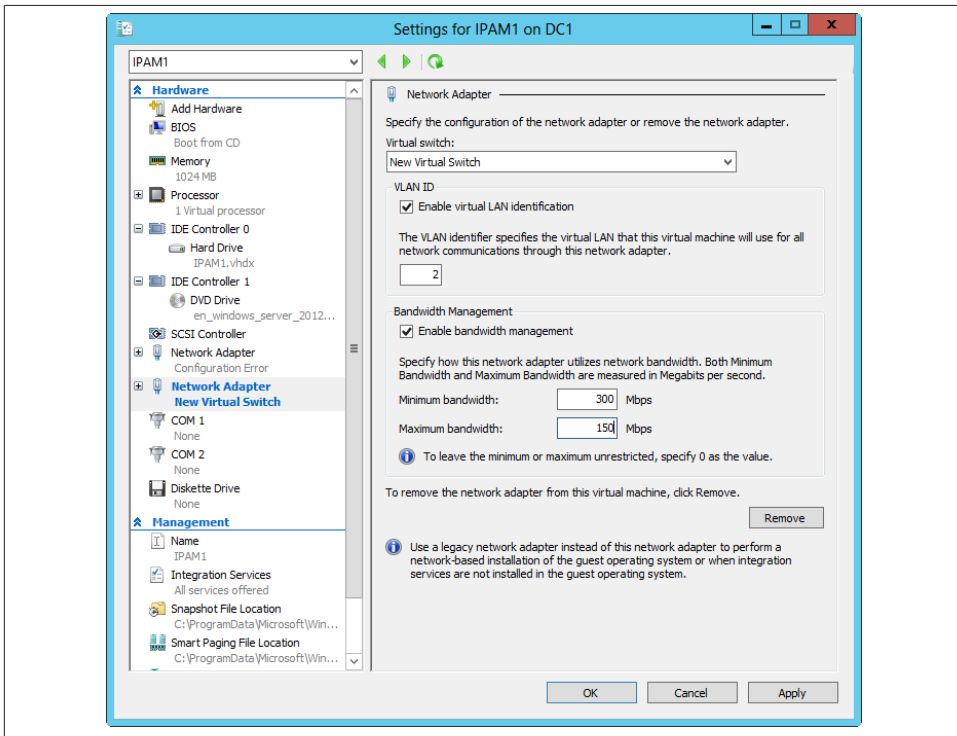 Settings for IPAM1 on DC1
IPAM1
Hardware
Add Hardware
BIOS
Boot from CD
Memory
1024 MB
Processor
1 Virtual processor
IDE Controller 0
Hard Drive
IPAM1.vhdx
IDE Controller 1
DVD Drive
en_windows_server_2012...
SCSI Controller
Network Adapter
Configuration Error
Network Adapter
New Virtual Switch
COM 1
None
COM 2
None
Diskette Drive
None
Management
Name
IPAM1
Integration Services
All services offered
Snapshot File Location
C:\ProgramData\Microsoft\Win...
Smart Paging File Location
C:\ProgramData\Microsoft\Win...
Network Adapter
Specify the configuration of the network adapter or remove the network adapter.
Virtual switch:
New Virtual Switch
VLAN ID
Enable virtual LAN identification
The VLAN identifier specifies the virtual LAN that this virtual machine will use for all
network communications through this network adapter.
2
Bandwidth Management
Enable bandwidth management
Specify how this network adapter utilizes network bandwidth. Both Minimum
Bandwidth and Maximum Bandwidth are measured in Megabits per second.
Minimum bandwidth: 300 Mbps
Maximum bandwidth: 150 Mbps
To leave the minimum or maximum unrestricted, specify 0 as the value.
To remove the network adapter from this virtual machine, click Remove.
Remove
Use a legacy network adapter instead of this network adapter to perform a
network-based installation of the guest operating system or when integration
services are not installed in the guest operating system.
OK Cancel Apply